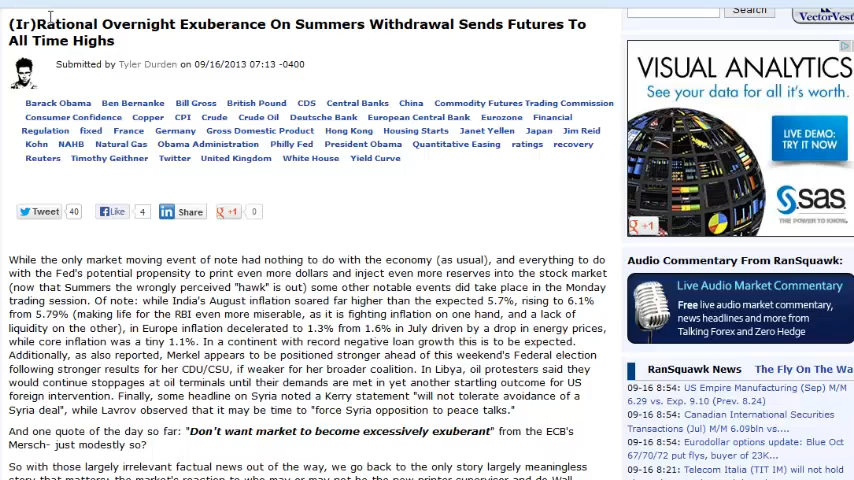 (Ir)Rational Overnight Exuberance On Summers Withdrawal Sends Futures To
All Time Highs
Submitted by Tyler Durden on 09/16/2013 07:13 -0400
Barack Obama Ben Bernanke Bill Gross British Pound CDS Central Banks China Commodity Futures Trading Commission
Consumer Confidence Copper CPI Crude Crude Oil Deutsche Bank European Central Bank Eurozone Financial
Regulation fixed France Germany Gross Domestic Product Hong Kong Housing Starts Janet Yellen Japan Jim Reid
Kohn NAHB Natural Gas Obama Administration Philly Fed President Obama Quantitative Easing ratings recovery
Reuters Timothy Geithner Twitter United Kingdom White House Yield Curve
Tweet 40 Like 4 Share +1 0
While the only market moving event of note had nothing to do with the economy (as usual), and everything to do
with the Fed's potential propensity to print even more dollars and inject even more reserves into the stock market
(now that Summers the wrongly perceived "hawk" is out) some other notable events did take place in the Monday
trading session. Of note: while India's August inflation soared far higher than the expected 5.7%, rising to 6.1%
from 5.79% (making life for the RBI even more miserable, as it is fighting inflation on one hand, and a lack of
liquidity on the other), in Europe inflation decelerated to 1.3% from 1.6% in July driven by a drop in energy prices,
while core inflation was a tiny 1.1%. In a continent with record negative loan growth this is to be expected.
Additionally, as also reported, Merkel appears to be positioned stronger ahead of this weekend's Federal election
following stronger results for her CDU/CSU, if weaker for her broader coalition. In Libya, oil protesters said they
would continue stoppages at oil terminals until their demands are met in yet another startling outcome for US
foreign intervention. Finally, some headline on Syria noted a Kerry statement "will not tolerate avoidance of a
Syria deal", while Lavrov observed that it may be time to "force Syria opposition to peace talks."
And one quote of the day so far: "Don't want market to become excessively exuberant" from the ECB's
Mersch- just modestly so?
So with those largely irrelevant factual news out of the way, we go back to the only story largely meaningless
Search
VectorVest
VISUAL ANALYTICS
See your data for all it's worth.
LIVE DEMO:
TRY IT NOW
sas
THE POWER TO KNOW
+1
Audio Commentary From RanSquawk:
Live Audio Market Commentary
Free live audio market commentary,
news headlines and more from
Talking Forex and Zero Hedge
RanSquawk News The Fly On The Wa
09-16 8:54: US Empire Manufacturing (Sep) M/M
6.29 vs. Exp. 9.10 (Prev. 8.24)
09-16 8:54: Canadian International Securities
Transactions (Jul) M/M 6.09bln vs....
09-16 8:54: Eurodollar options update: Blue Oct
67/70/72 put flys, buyer of 23K...
09-16 8:21: Telecom Italia (TIT IM) will not hold